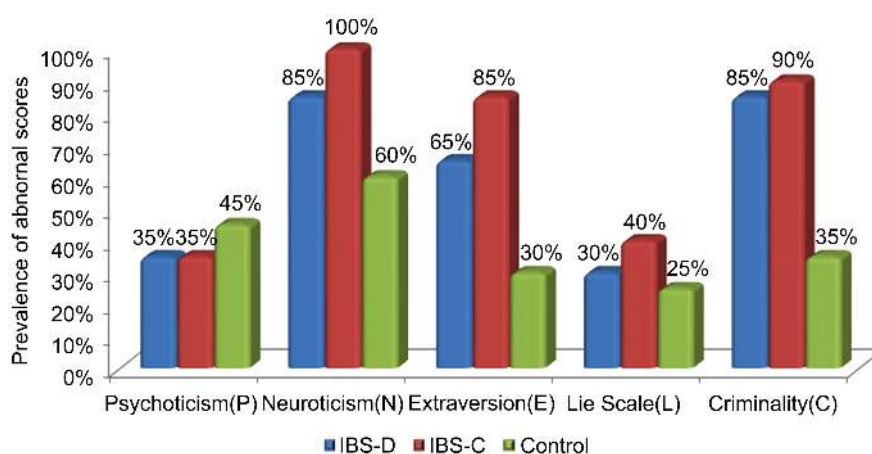 Prevalence of abnormal scores
100%
90%
80%
70%
60%
50%
40%
30%
20%
10%
0%
35% 35% 45%
85% 100% 60%
65% 85% 30%
30% 40% 25%
85% 90% 35%
Psychoticism(P) Neuroticism(N) Extraversion(E) Lie Scale(L) Criminality(C)
IBS-D IBS-C Control